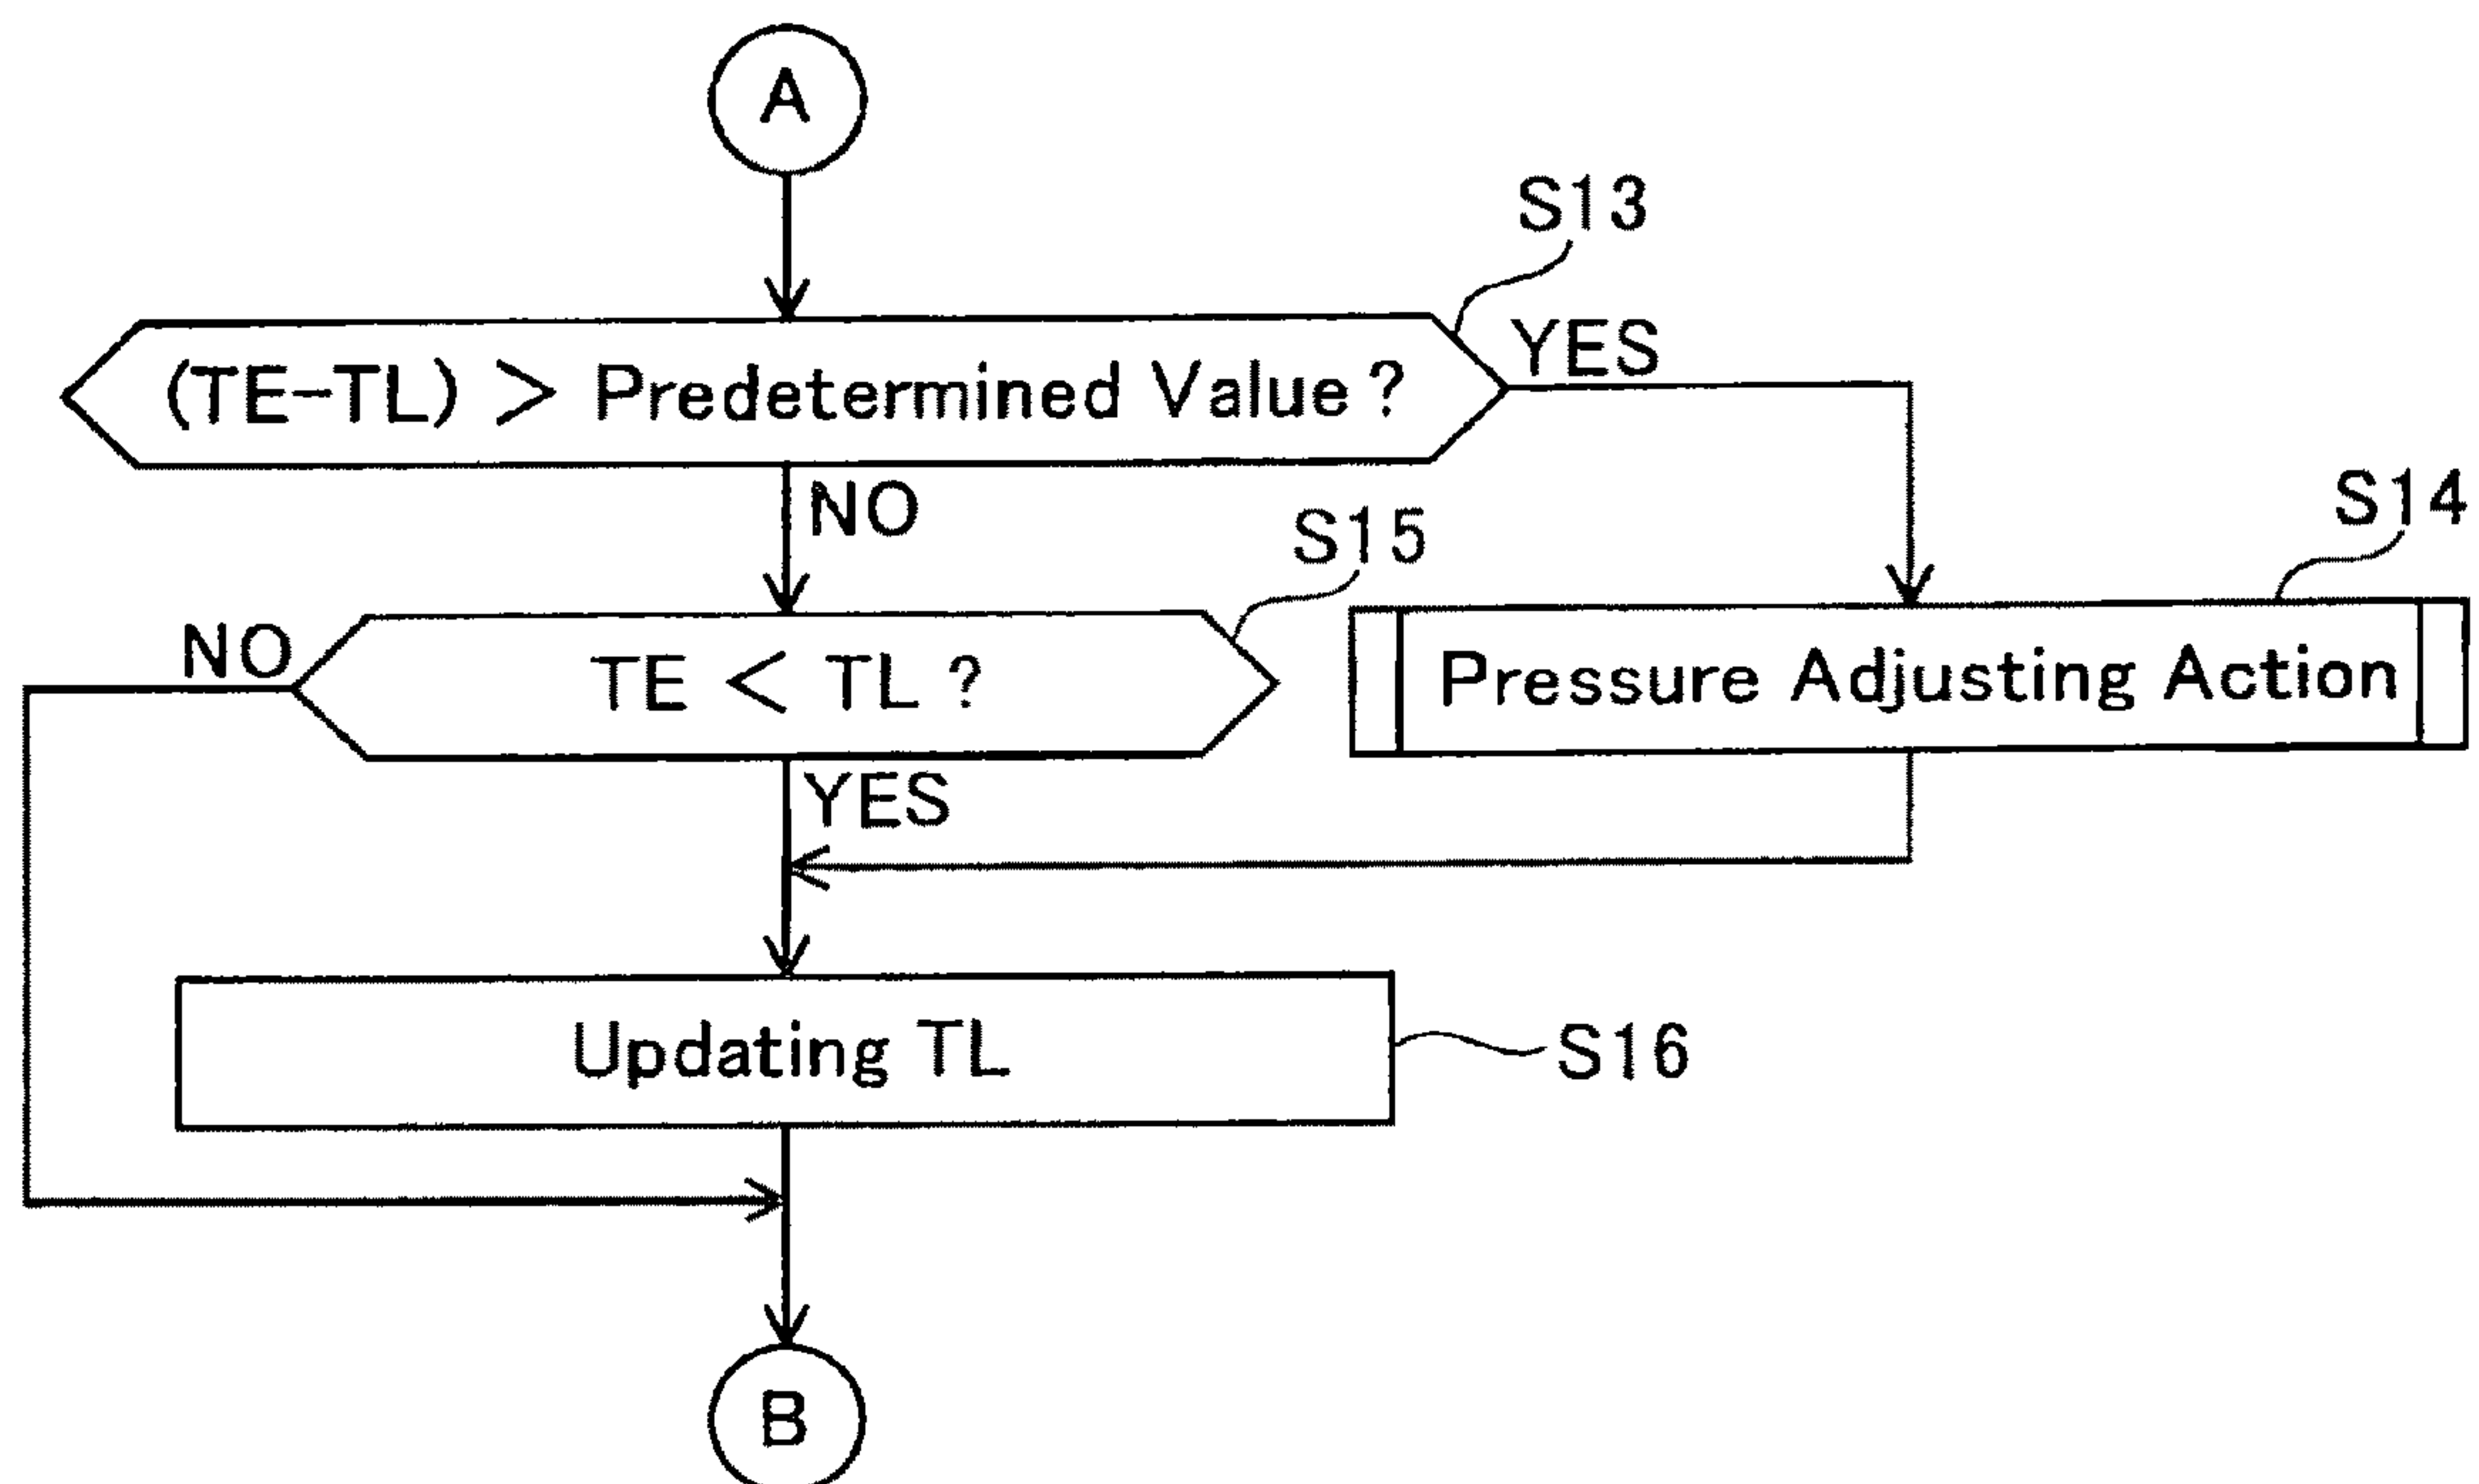 A
S13
(TE-TL) > Predetermined Value ?
YES
NO
S15
S14
NO
TE < TL ?
Pressure Adjusting Action
YES
Updating TL
S16
B